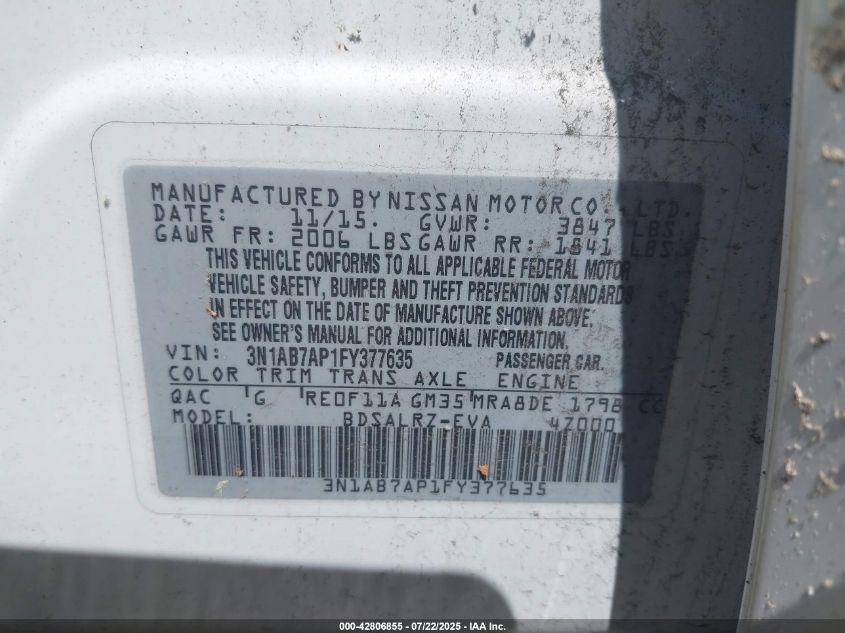 MANUFACTURED BY NISSAN MOTOR CO., LTD.
DATE: 11/15. GVWR: 3847 LBS
GAWR FR: 2006 LBS GAWR RR: 1841 LBS
THIS VEHICLE CONFORMS TO ALL APPLICABLE FEDERAL MOTOR
VEHICLE SAFETY, BUMPER AND THEFT PREVENTION STANDARDS
IN EFFECT ON THE DATE OF MANUFACTURE SHOWN ABOVE.
SEE OWNER'S MANUAL FOR ADDITIONAL INFORMATION.
VIN: 3N1AB7AP1FY377635 PASSENGER CAR
COLOR TRIM TRANS AXLE ENGINE
QAC G RE0F11A GM35 MRA8DE 1798 CC
MODEL: BDSALRZ-EVA 4Z000
3N1AB7AP1FY377635
000-42806855 - 07/22/2025 - IAA Inc.